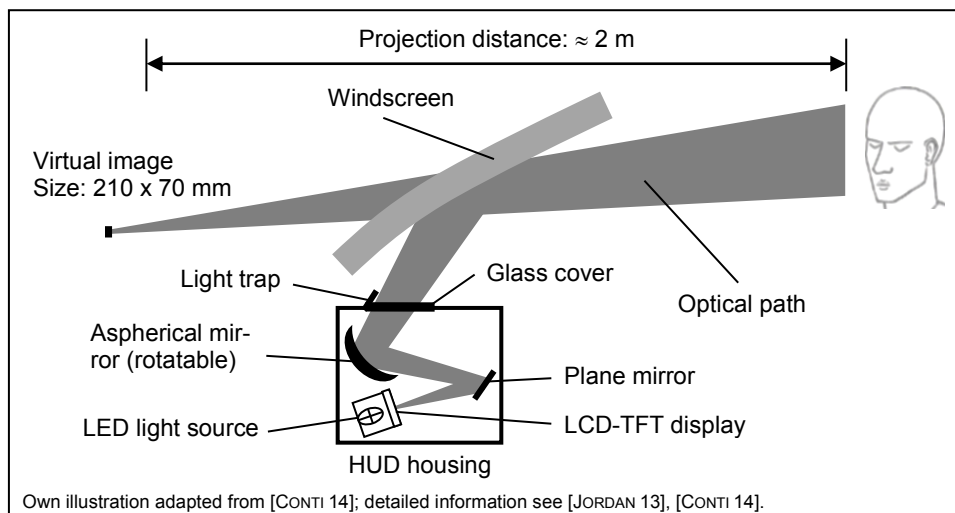 Projection distance: ≈ 2 m
Windscreen
Virtual image
Size: 210 x 70 mm
Light trap
Glass cover
Optical path
Aspherical mir-
ror (rotatable)
Plane mirror
LED light source
LCD-TFT display
HUD housing
Own illustration adapted from [CONTI 14]; detailed information see [JORDAN 13], [CONTI 14].